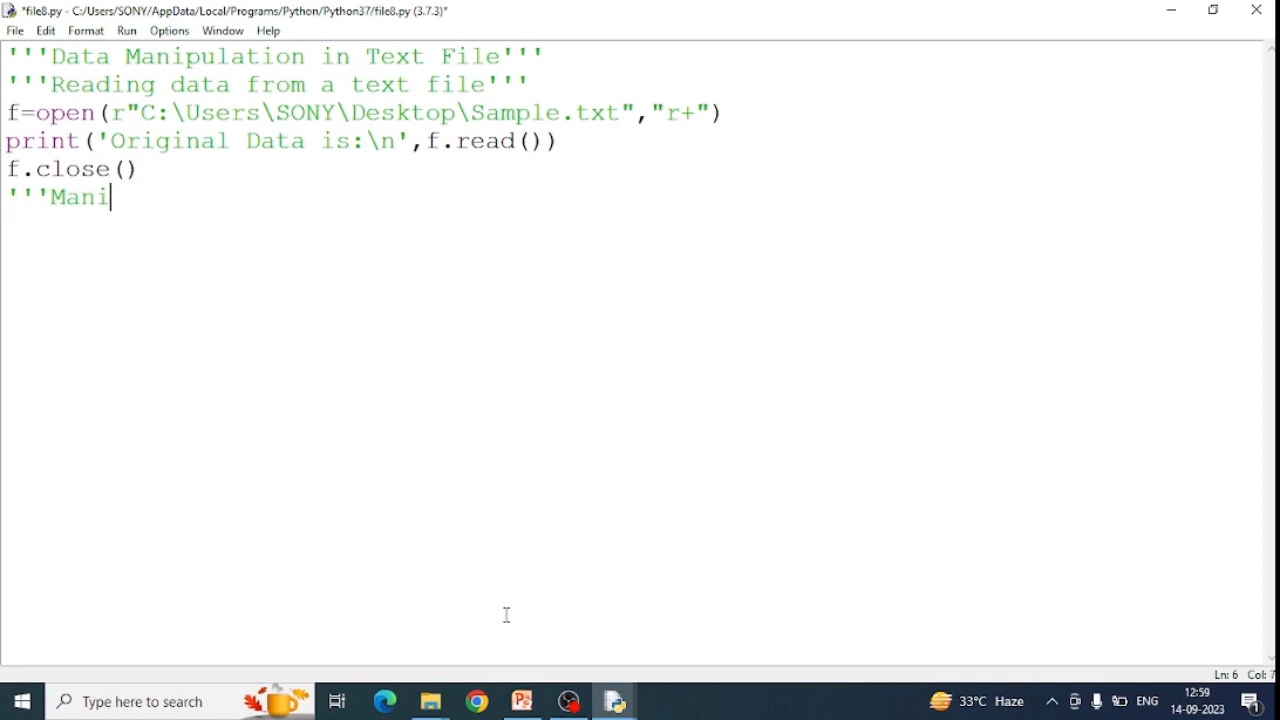 *file8.py - C:/Users/SONY/AppData/Local/Programs/Python/Python37/file8.py (3.7.3)*
File Edit Format Run Options Window Help
'''Data Manipulation in Text File'''
'''Reading data from a text file'''
f=open(r"C:\Users\SONY\Desktop\Sample.txt","r+")
print('Original Data is:\n',f.read())
f.close()
'''Mani
Ln: 6 Col: 7
Type here to search
33°C Haze
ENG
12:59
14-09-2023
1